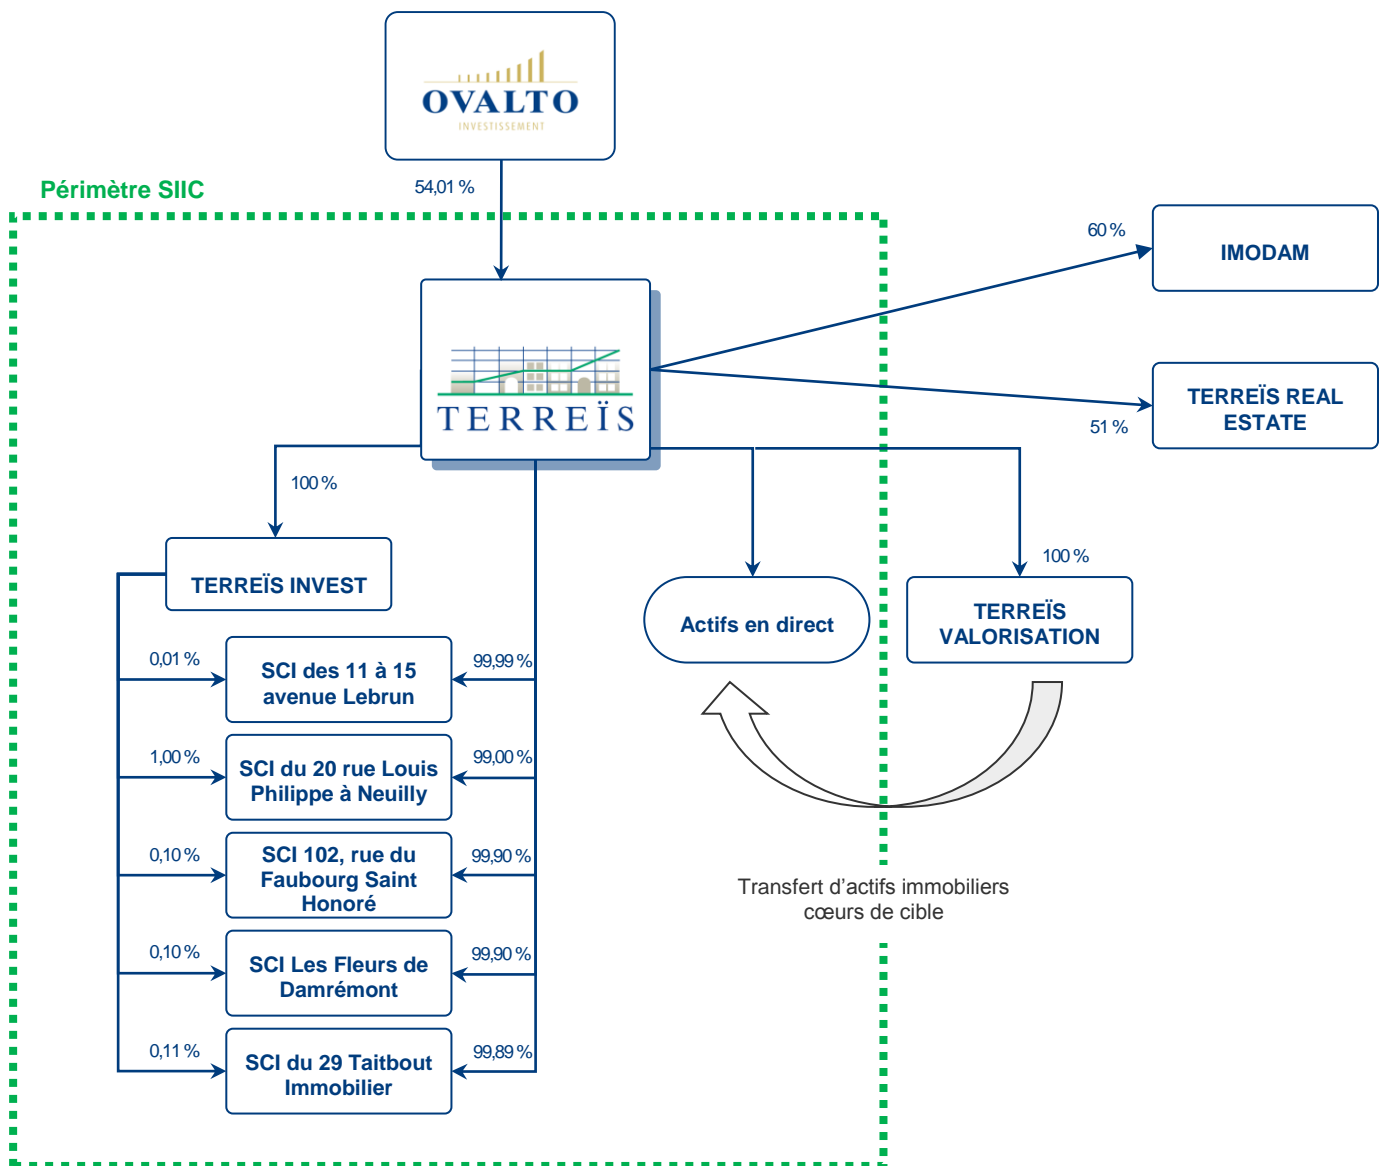 OVALTO
INVESTISSEMENT
54,01 %
Périmètre SIIC
60 %
IMODAM
TERREÏS
TERREÏS REAL
ESTATE
51 %
100 %
TERREÏS INVEST
Actifs en direct
100 %
TERREÏS
VALORISATION
0,01 %
SCI des 11 à 15
avenue Lebrun
99,99 %
1,00 %
SCI du 20 rue Louis
Philippe à Neuilly
99,00 %
0,10 %
SCI 102, rue du
Faubourg Saint
Honoré
99,90 %
Transfert d’actifs immobiliers
cœurs de cible
0,10 %
SCI Les Fleurs de
Damrémont
99,90 %
0,11 %
SCI du 29 Taitbout
Immobilier
99,89 %